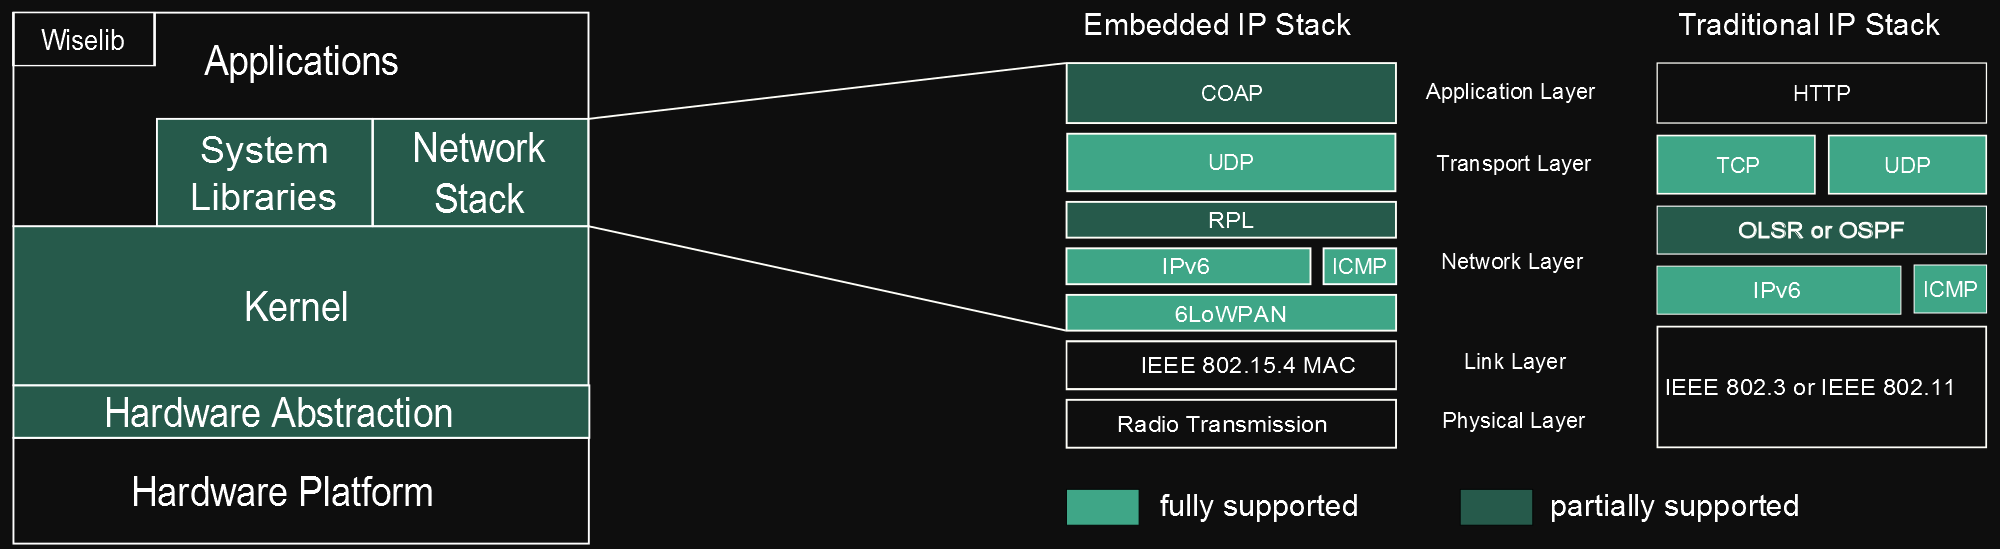 Wiselib
Applications
System
Libraries
Network
Stack
Kernel
Hardware Abstraction
Hardware Platform
Embedded IP Stack
COAP
UDP
RPL
IPv6
ICMP
6LoWPAN
IEEE 802.15.4 MAC
Radio Transmission
Application Layer
Transport Layer
Network Layer
Link Layer
Physical Layer
Traditional IP Stack
HTTP
TCP
UDP
OLSR or OSPF
IPv6
ICMP
IEEE 802.3 or IEEE 802.11
fully supported
partially supported